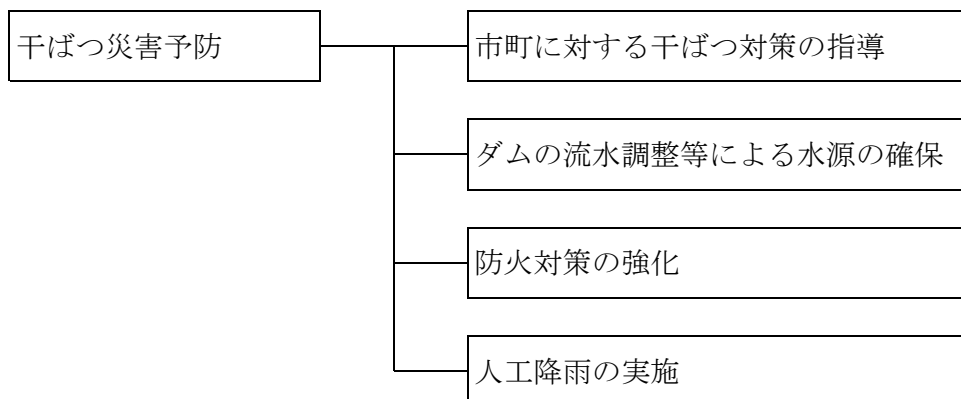 干ばつ災害予防
市町に対する干ばつ対策の指導
ダムの流水調整等による水源の確保
防火対策の強化
人工降雨の実施